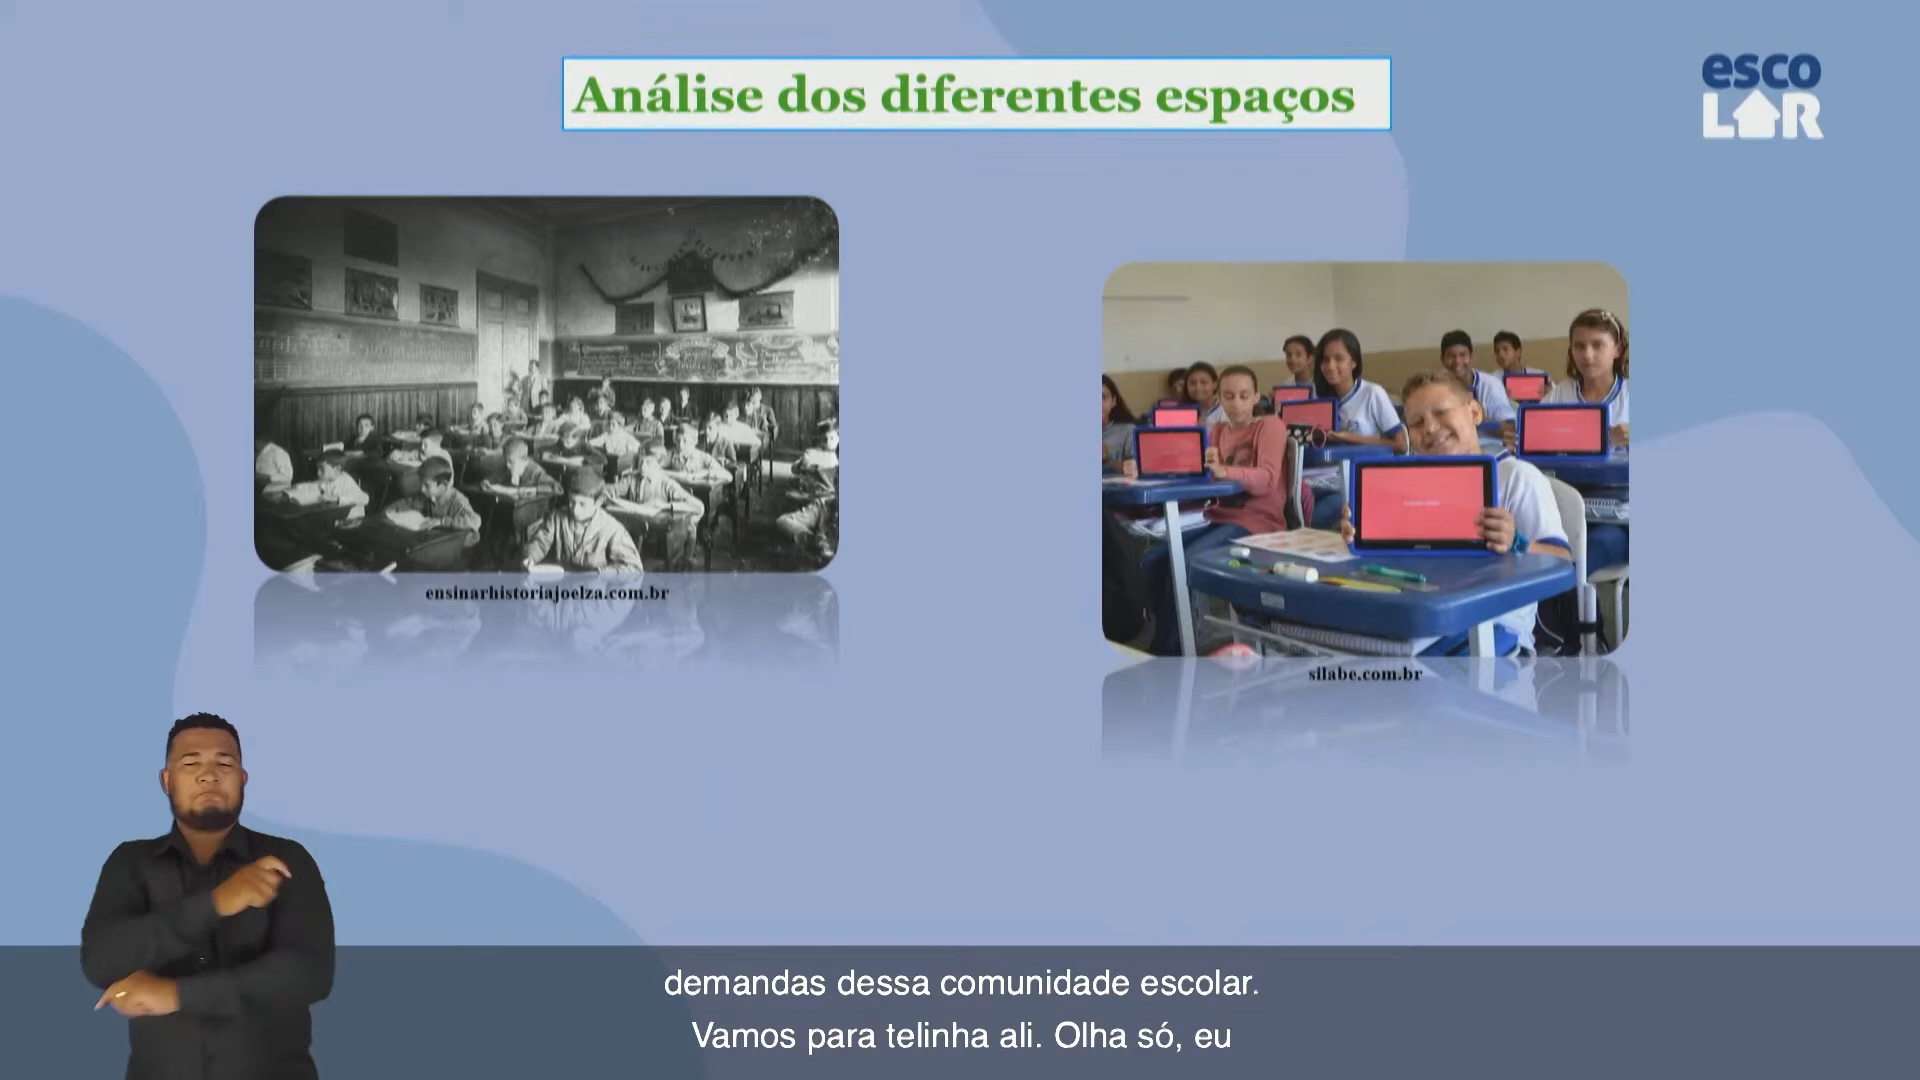 Análise dos diferentes espaços
esco
LAR
ensinarhistoriajoelza.com.br
silabe.com.br
demandas dessa comunidade escolar.
Vamos para telinha ali. Olha só, eu